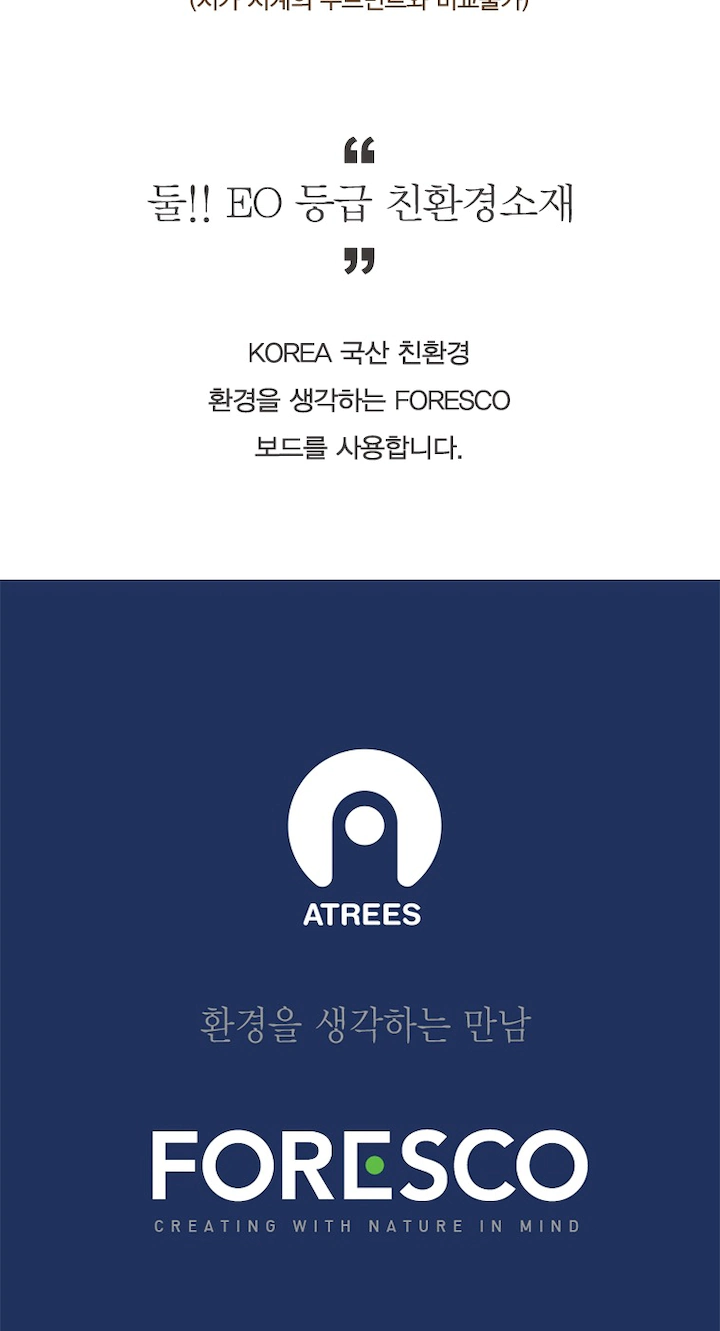 “
둘!! EO 등급 친환경소재
”
KOREA 국산 친환경
환경을 생각하는 FORESCO
보드를 사용합니다.
ATREES
환경을 생각하는 만남
FORESCO
CREATING WITH NATURE IN MIND